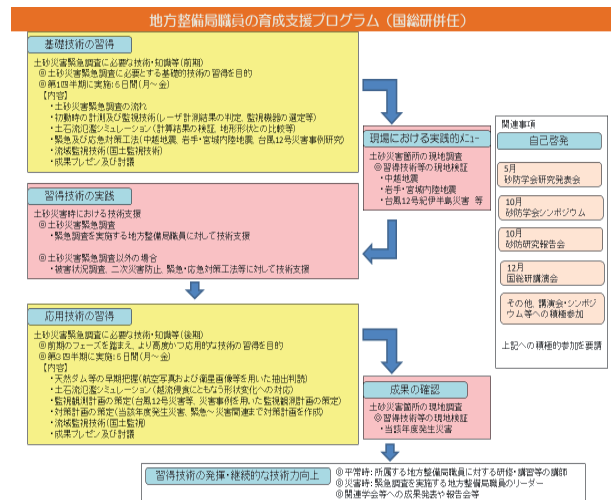 地方整備局職員の育成支援プログラム（国総研併任）
基礎技術の習得
土砂災害緊急調査に必要な技術・知識等（前期）
◎土砂災害緊急調査に必要とする基礎的技術の習得を目的
◎第1四半期に実施：5日間（月～金）
【内容】
・土砂災害緊急調査の流れ
・初動時の計測及び監視技術（レーザ計測結果の判定、監視機器の選定等）
・土石流氾濫シミュレーション（計算結果の検証、地形形状との比較等）
・緊急及び応急対策工法（中越地震、岩手・宮城内陸地震、台風12号災害事例研究）
・流域監視技術（国土監視技術）
・成果プレゼン及び討議
現場における実践的メニュー
土砂災害箇所の現地調査
◎習得技術等の現地検証
・中越地震
・岩手・宮城内陸地震
・台風12号紀伊半島災害 等
習得技術の実践
土砂災害時における技術支援
◎土砂災害緊急調査
・緊急調査を実施する地方整備局職員に対して技術支援
◎土砂災害緊急調査以外の場合
・被害状況調査、二次災害防止、緊急・応急対策工法等に対して技術支援
応用技術の習得
土砂災害緊急調査に必要な技術・知識等（後期）
◎前期のフェーズを踏まえ、より高度かつ応用的な技術の習得を目的
◎第3四半期に実施：5日間（月～金）
【内容】
・天然ダム等の早期把握（航空写真および衛星画像等を用いた抽出判読）
・土石流氾濫シミュレーション（越流侵食にともなう形状変化への対応）
・監視観測計画の策定（台風12号災害等、災害事例を用いた監視観測計画の策定）
・対策計画の策定（当該年度発生災害、緊急～災害関連まで対策計画を作成）
・流域監視技術（国土監視）
・成果プレゼン及び討議
成果の確認
土砂災害箇所の現地調査
◎習得技術等の現地検証
・当該年度発生災害
習得技術の発揮・継続的な技術力向上
◎平常時：所属する地方整備局職員に対する研修・講習等の講師
◎災害時：緊急調査を実施する地方整備局職員のリーダー
◎関連学会等への成果発表や報告会等
関連事項
自己啓発
5月
砂防学会研究発表会
10月
砂防学会シンポジウム
10月
砂防研究報告会
12月
国総研講演会
その他、講演会・シンポジ
ウム等への積極参加
上記への積極的参加を要請